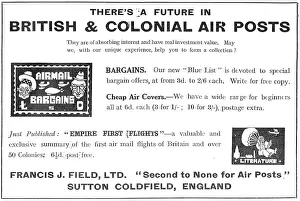 THERE'S A FUTURE IN
BRITISH & COLONIAL AIR POSTS
They are of absorbing interest and have real investment value. May
we, with our unique experience, help you to form a collection?
AIRMAIL
BARGAINS
BARGAINS. Our new "Blue List" is devoted to special
bargain offers, at from 3d. to 2/6 each. Write for free copy.
Cheap Air Covers.—We have a wide range for beginners
all at 6d. each (3 for 1/-; 10 for 3/), postage extra.
Just Published: "EMPIRE FIRST FLIGHTS"—a valuable and
exclusive summary of the first air mail flights of Britain and over
50 Colonies; 6½d. post free.
LITERATURE
FRANCIS J. FIELD, LTD. "Second to None for Air Posts"
SUTTON COLDFIELD, ENGLAND